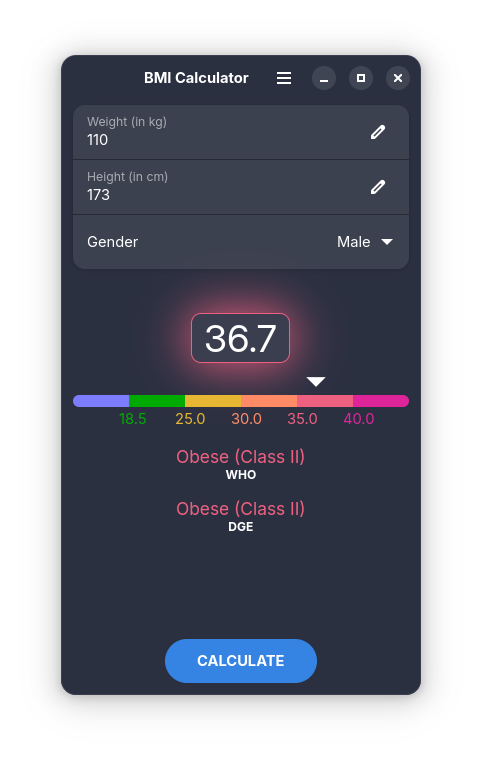 BMI Calculator
Weight (in kg)
110
Height (in cm)
173
Gender Male
36.7
18.5 25.0 30.0 35.0 40.0
Obese (Class II)
WHO
Obese (Class II)
DGE
CALCULATE